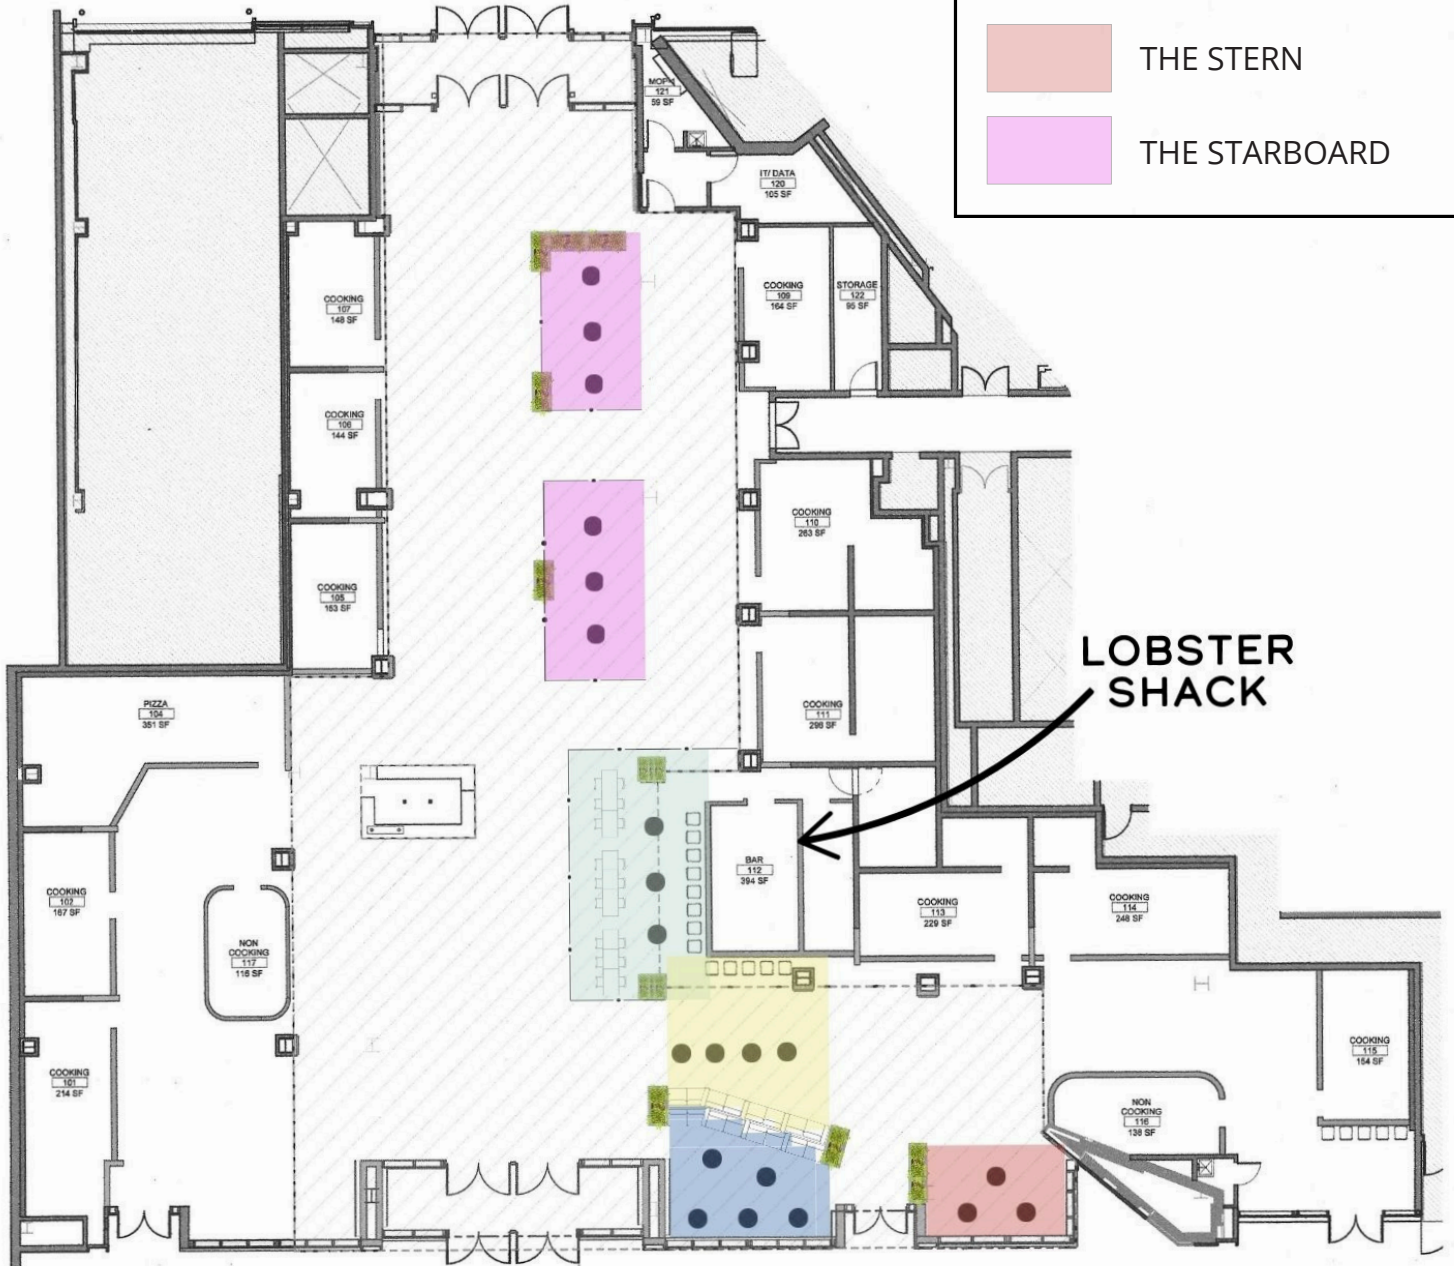 THE STERN
THE STARBOARD
121
59 SF
IT/ DATA
120
105 SF
COOKING
107
148 SF
COOKING
109
164 SF
STORAGE
122
95 SF
COOKING
106
144 SF
COOKING
110
263 SF
COOKING
105
163 SF
LOBSTER
SHACK
PIZZA
104
351 SF
COOKING
111
298 SF
BAR
112
394 SF
COOKING
102
167 SF
NON
COOKING
117
116 SF
COOKING
113
229 SF
COOKING
114
248 SF
COOKING
101
214 SF
COOKING
115
154 SF
NON
COOKING
116
138 SF